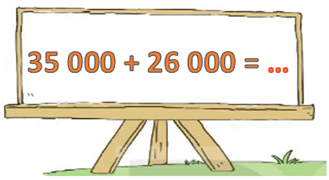 35 000 + 26 000 = ...